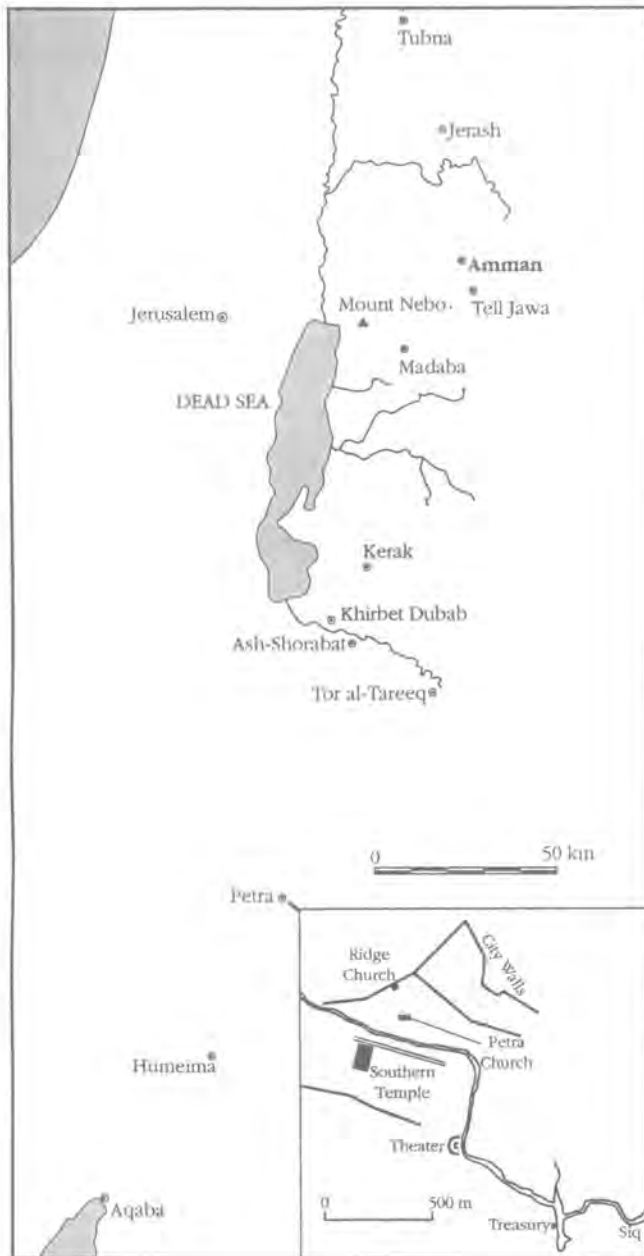 Tubna
Jerash
Amman
Tell Jawa
Mount Nebo
Jerusalem
Madaba
DEAD SEA
Kerak
Khirbet Dubab
Ash-Shorabat
Tor al-Tareeq
0 50 km
Petra
Ridge
Church
City Walls
Petra
Church
Southern
Temple
Humeima
Theater
0 500 m
Aqaba
Treasury
Siq